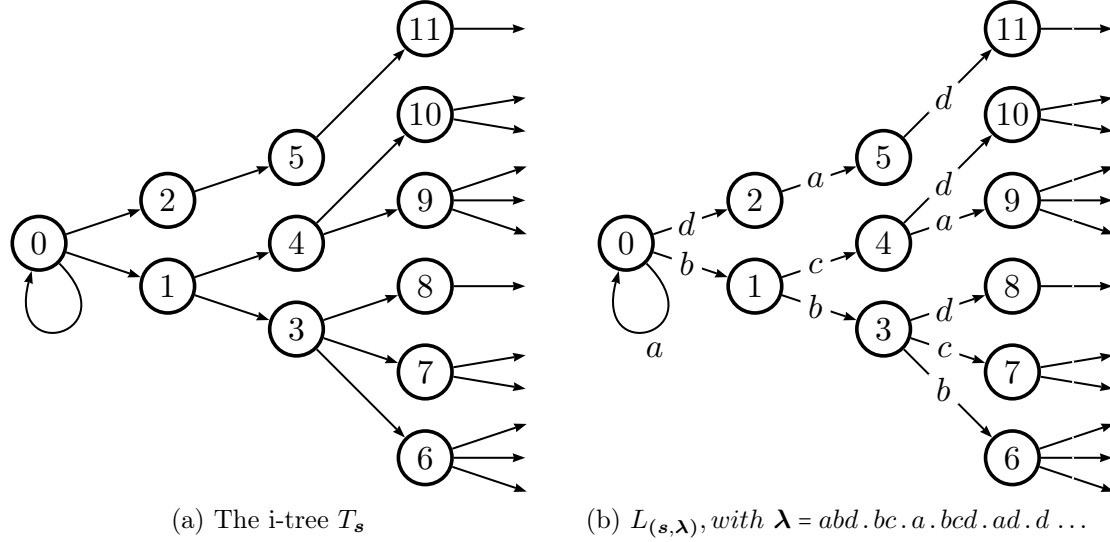 11
10
5
2
9
0
4
1
8
3
7
6
(a) The i-tree T_s
11
d
10
5
a
d
2
9
d
a
0
4
b
c
1
8
b
d
3
c
7
a
b
6
(b) L_(s,λ), with λ = abd . bc . a . bcd . ad . d ...